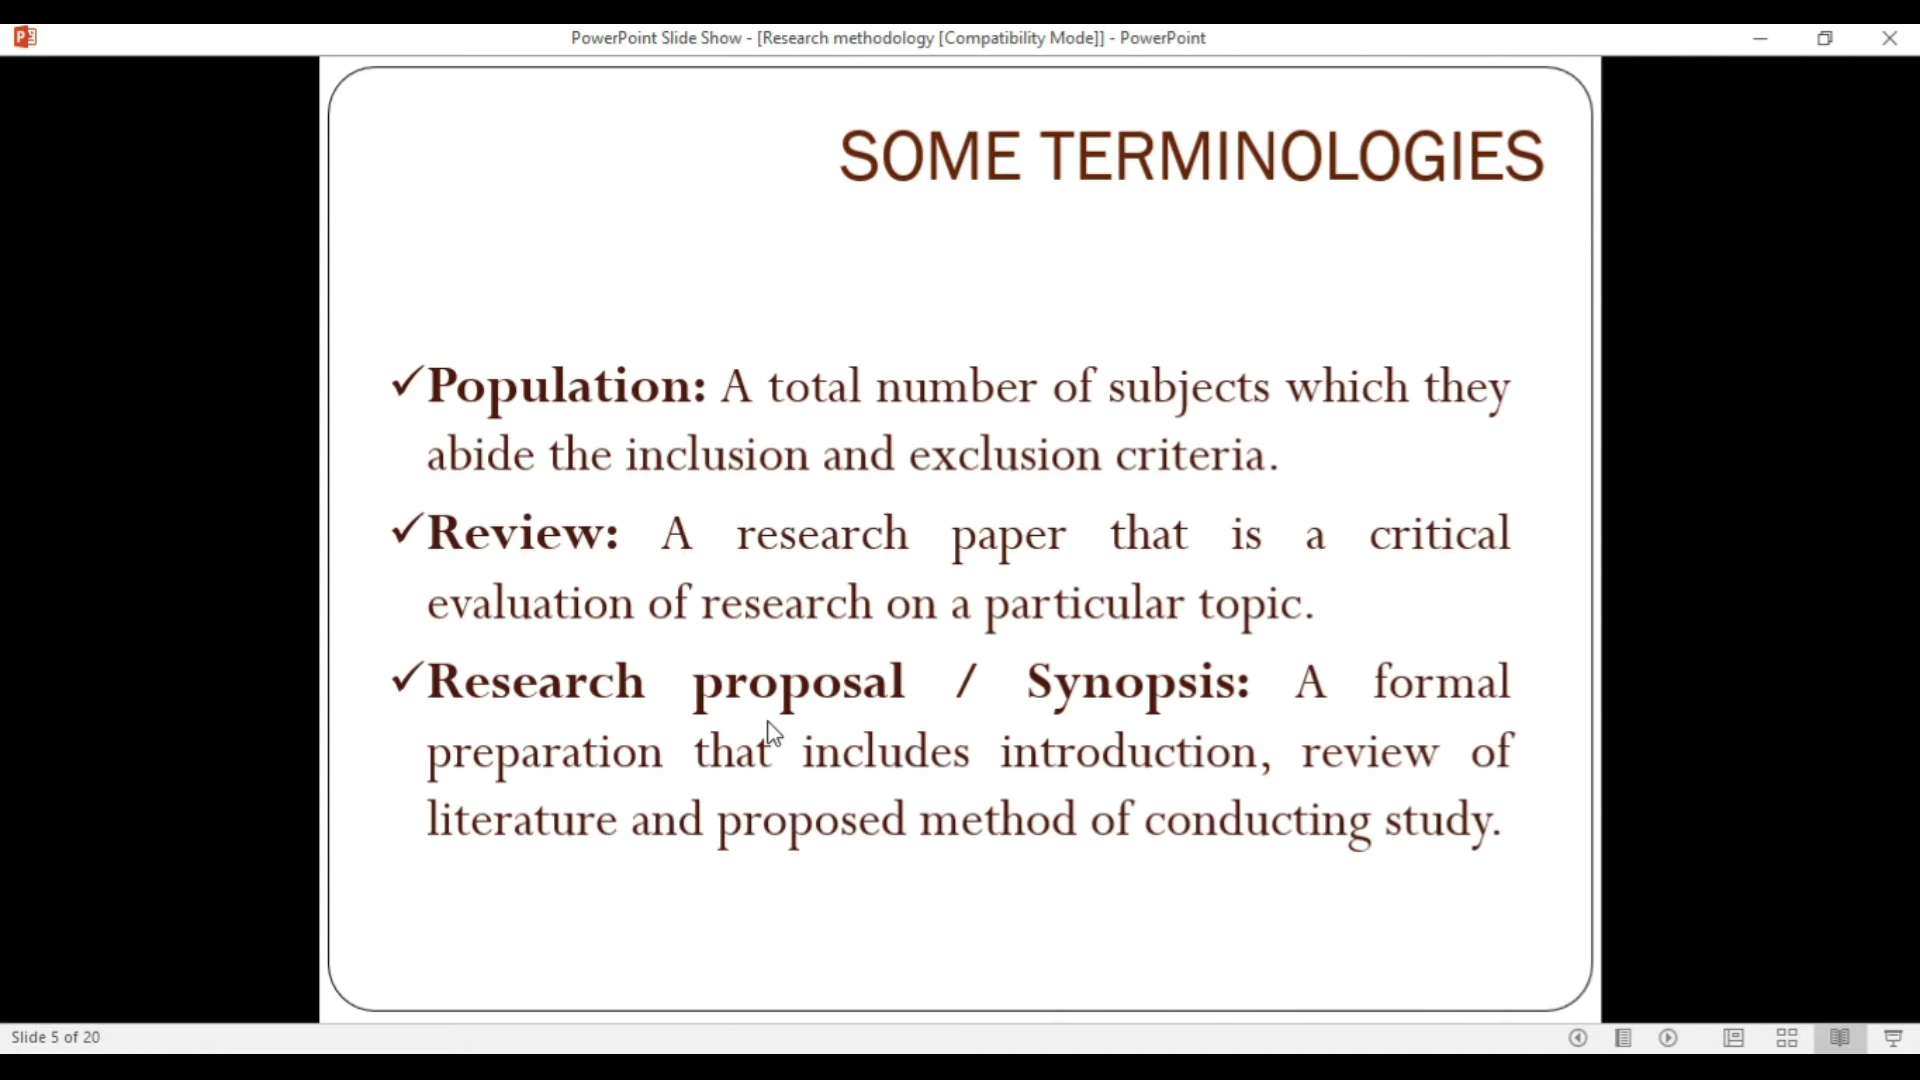 PowerPoint Slide Show - [Research methodology [Compatibility Mode]] - PowerPoint
SOME TERMINOLOGIES
✓Population: A total number of subjects which they
abide the inclusion and exclusion criteria.
✓Review: A research paper that is a critical
evaluation of research on a particular topic.
✓Research proposal / Synopsis: A formal
preparation that includes introduction, review of
literature and proposed method of conducting study.
Slide 5 of 20